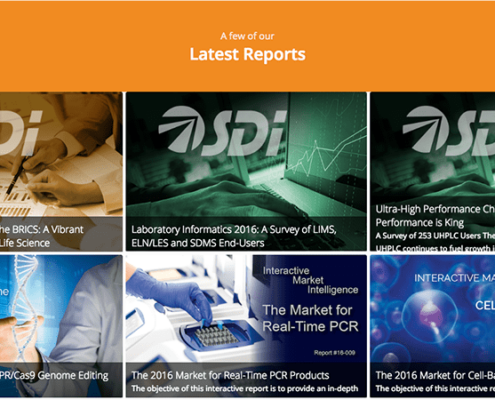 A few of our
Latest Reports
SDi
he BRICS: A Vibrant
Life Science
SDi
Laboratory Informatics 2016: A Survey of LIMS,
ELN/LES and SDMS End-Users
SDi
Ultra-High Performance Ch
Performance is King
A Survey of 253 UHPLC Users The
UHPLC continues to fuel growth i
me
PR/Cas9 Genome Editing
Interactive
Market
Intelligence
The Market for
Real-Time PCR
Report #16-009
The 2016 Market for Real-Time PCR Products
The objective of this interactive report is to provide an in-depth
INTERACTIVE MA
CEL
The 2016 Market for Cell-Ba
The objective of this interactive re